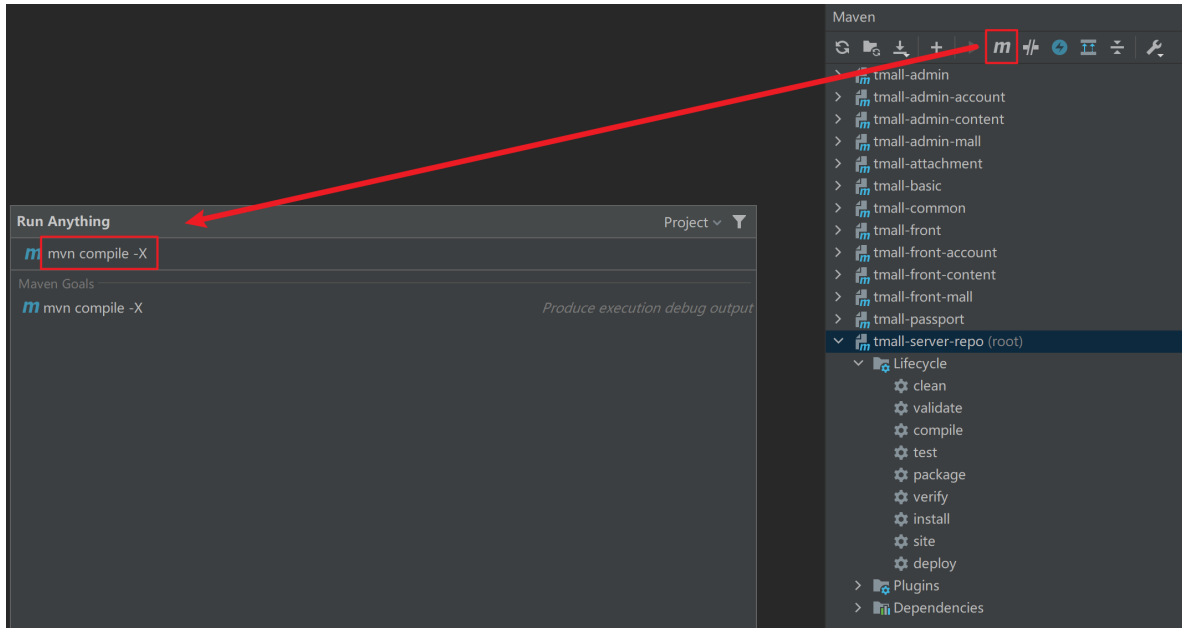 Maven
m
tmall-admin
tmall-admin-account
tmall-admin-content
tmall-admin-mall
tmall-attachment
tmall-basic
tmall-common
tmall-front
tmall-front-account
tmall-front-content
tmall-front-mall
tmall-passport
tmall-server-repo (root)
Lifecycle
clean
validate
compile
test
package
verify
install
site
deploy
Plugins
Dependencies
Run Anything Project
m mvn compile -X
Maven Goals
m mvn compile -X Produce execution debug output